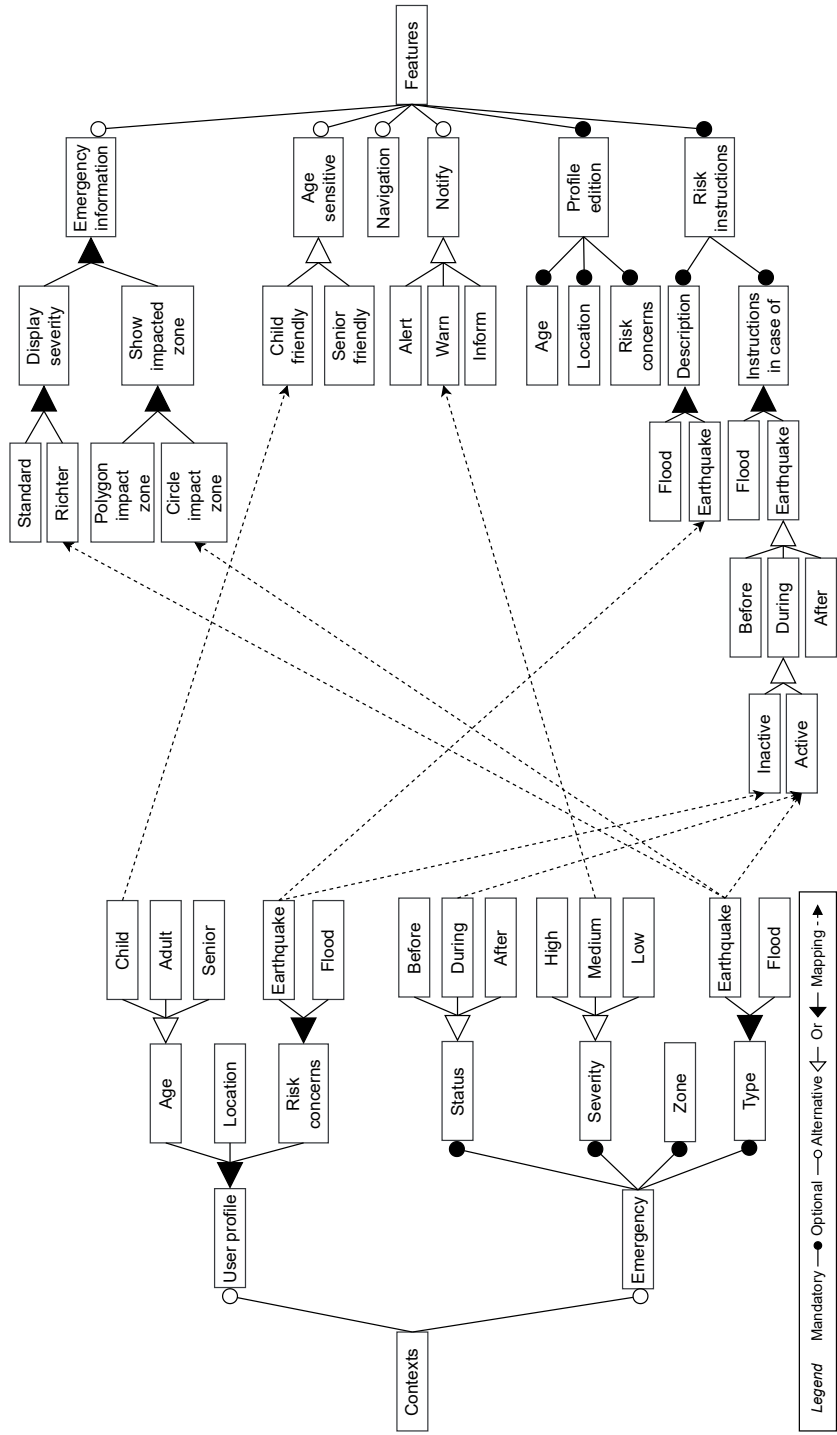 Contexts
User profile
Age
Child
Adult
Senior
Location
Risk
concerns
Earthquake
Flood
Emergency
Status
Before
During
After
Severity
High
Medium
Low
Zone
Type
Earthquake
Flood
Features
Emergency
information
Display
severity
Standard
Richter
Show
impacted
zone
Polygon
impact
zone
Circle
impact
zone
Age
sensitive
Child
friendly
Senior
friendly
Navigation
Notify
Alert
Warn
Inform
Profile
edition
Age
Location
Risk
concerns
Risk
instructions
Description
Flood
Earthquake
Instructions
in case of
Flood
Earthquake
Before
During
After
Inactive
Active
Legend Mandatory Optional Alternative Or Mapping